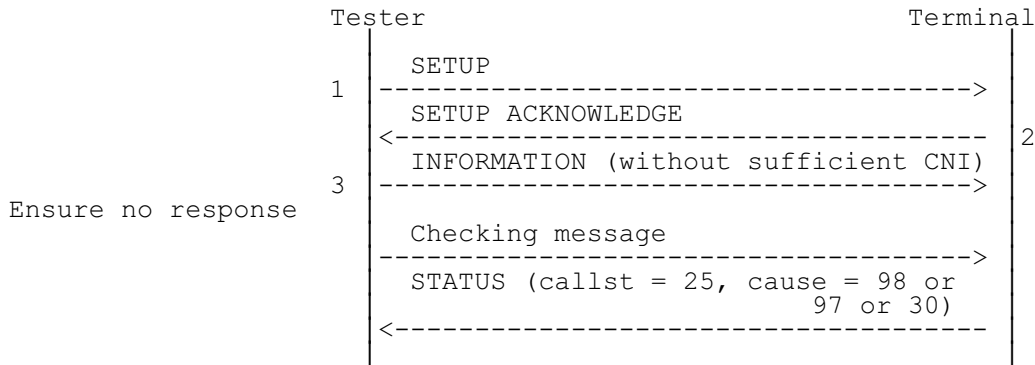 Tester Terminal
SETUP
1
SETUP ACKNOWLEDGE
2
INFORMATION (without sufficient CNI)
3
Ensure no response
Checking message
STATUS (callst = 25, cause = 98 or
97 or 30)